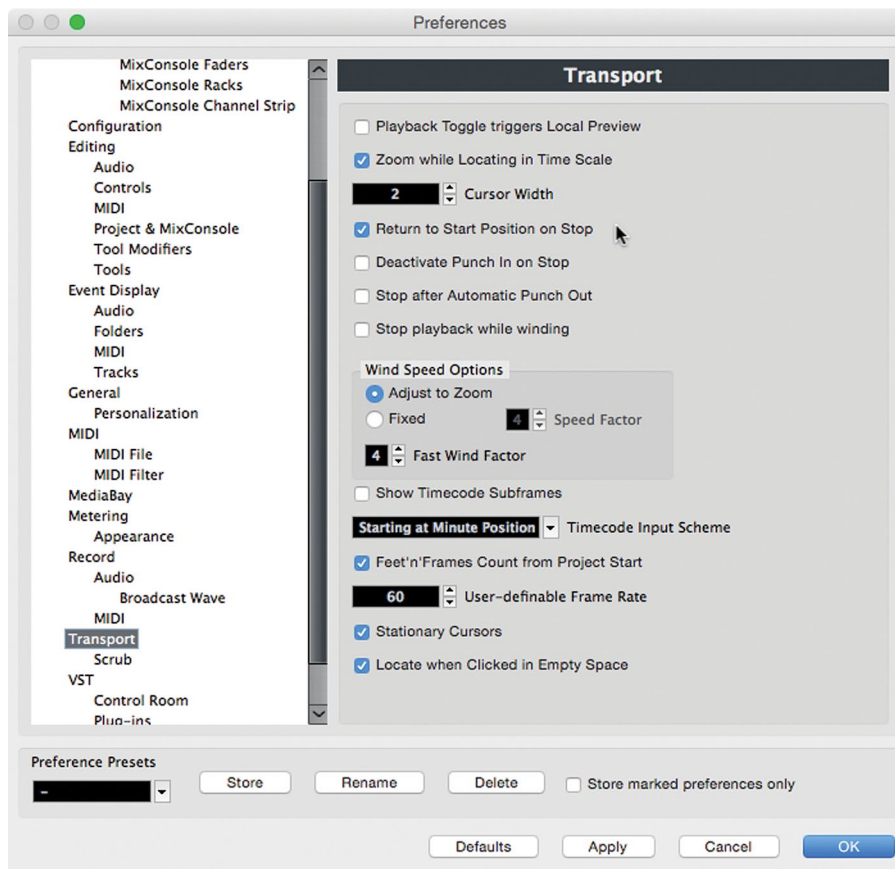 Preferences
MixConsole Faders
MixConsole Racks
MixConsole Channel Strip
Configuration
Editing
Audio
Controls
MIDI
Project & MixConsole
Tool Modifiers
Tools
Event Display
Audio
Folders
MIDI
Tracks
General
Personalization
MIDI
MIDI File
MIDI Filter
MediaBay
Metering
Appearance
Record
Audio
Broadcast Wave
MIDI
Transport
Scrub
VST
Control Room
Plug-ins
Transport
Playback Toggle triggers Local Preview
Zoom while Locating in Time Scale
2 Cursor Width
Return to Start Position on Stop
Deactivate Punch In on Stop
Stop after Automatic Punch Out
Stop playback while winding
Wind Speed Options
Adjust to Zoom
Fixed 4 Speed Factor
4 Fast Wind Factor
Show Timecode Subframes
Starting at Minute Position Timecode Input Scheme
Feet'n'Frames Count from Project Start
60 User-definable Frame Rate
Stationary Cursors
Locate when Clicked in Empty Space
Preference Presets
– Store Rename Delete Store marked preferences only
Defaults Apply Cancel OK